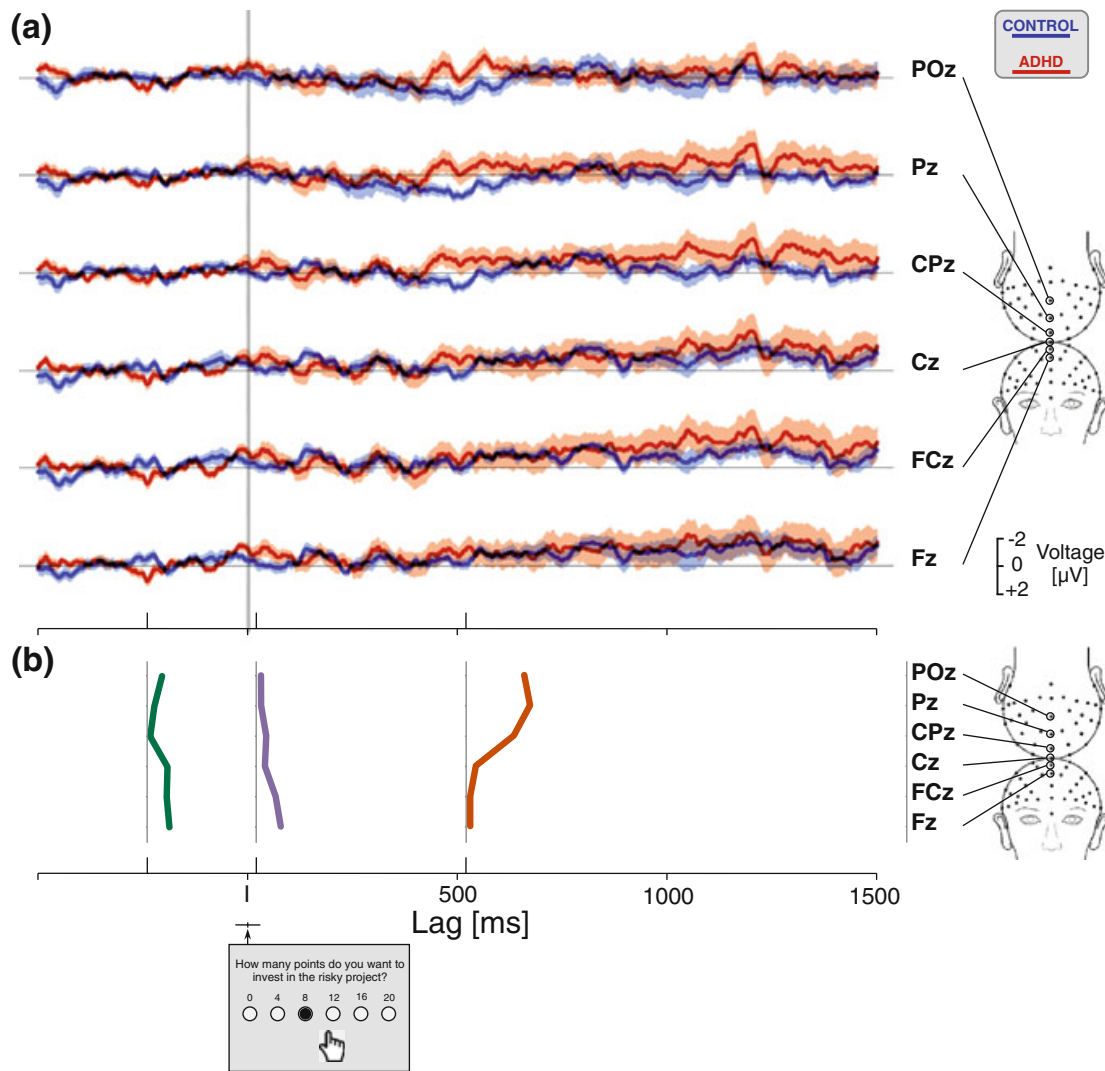 (a)
CONTROL
ADHD
POz
Pz
CPz
Cz
FCz
Fz
-2
0
+2
Voltage
[µV]
(b)
POz
Pz
CPz
Cz
FCz
Fz
I
500
1000
1500
Lag [ms]
How many points do you want to
invest in the risky project?
0 4 8 12 16 20